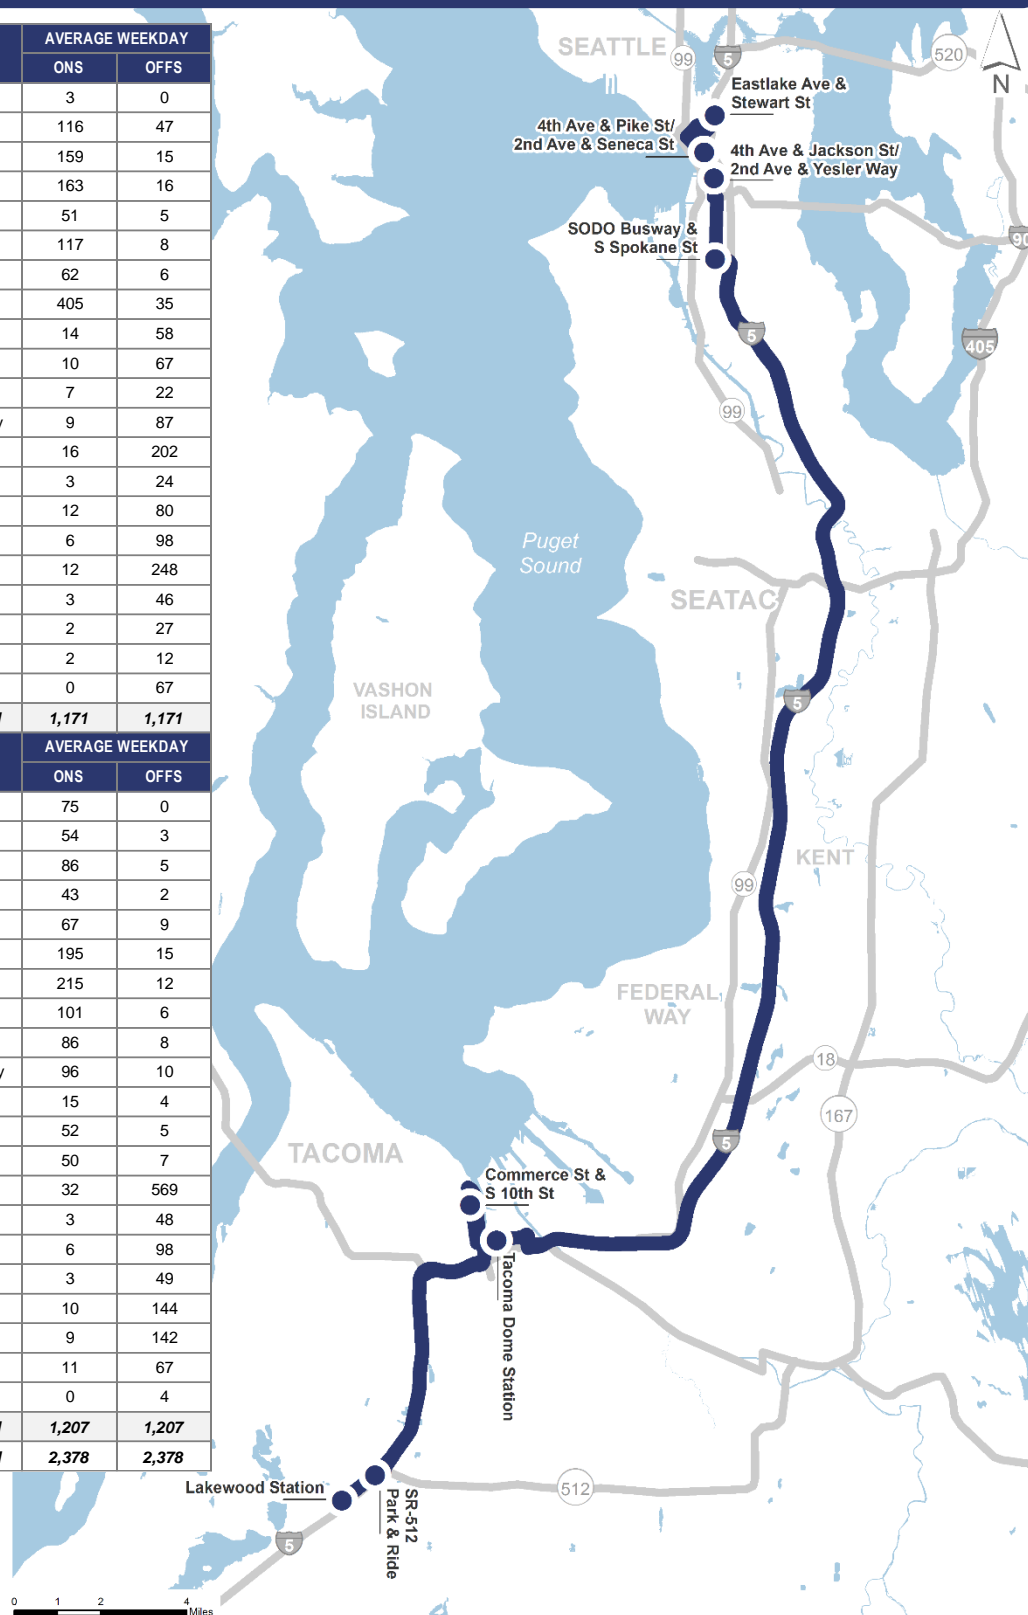 AVERAGE WEEKDAY
ONS OFFS
3 0
116 47
159 15
163 16
51 5
117 8
62 6
405 35
14 58
10 67
7 22
9 87
16 202
3 24
12 80
6 98
12 248
3 46
2 27
2 12
0 67
1,171 1,171
AVERAGE WEEKDAY
ONS OFFS
75 0
54 3
86 5
43 2
67 9
195 15
215 12
101 6
86 8
96 10
15 4
52 5
50 7
32 569
3 48
6 98
3 49
10 144
9 142
11 67
0 4
1,207 1,207
2,378 2,378
SEATTLE
99
5
520
N
Eastlake Ave &
Stewart St
4th Ave & Pike St/
2nd Ave & Seneca St
4th Ave & Jackson St/
2nd Ave & Yesler Way
SODO Busway &
S Spokane St
90
5
405
99
Puget
Sound
SEATAC
VASHON
ISLAND
5
KENT
99
FEDERAL
WAY
18
167
5
TACOMA
Commerce St &
S 10th St
Tacoma Dome Station
Lakewood Station
SR-512
Park & Ride
512
5
0 1 2 4
Miles